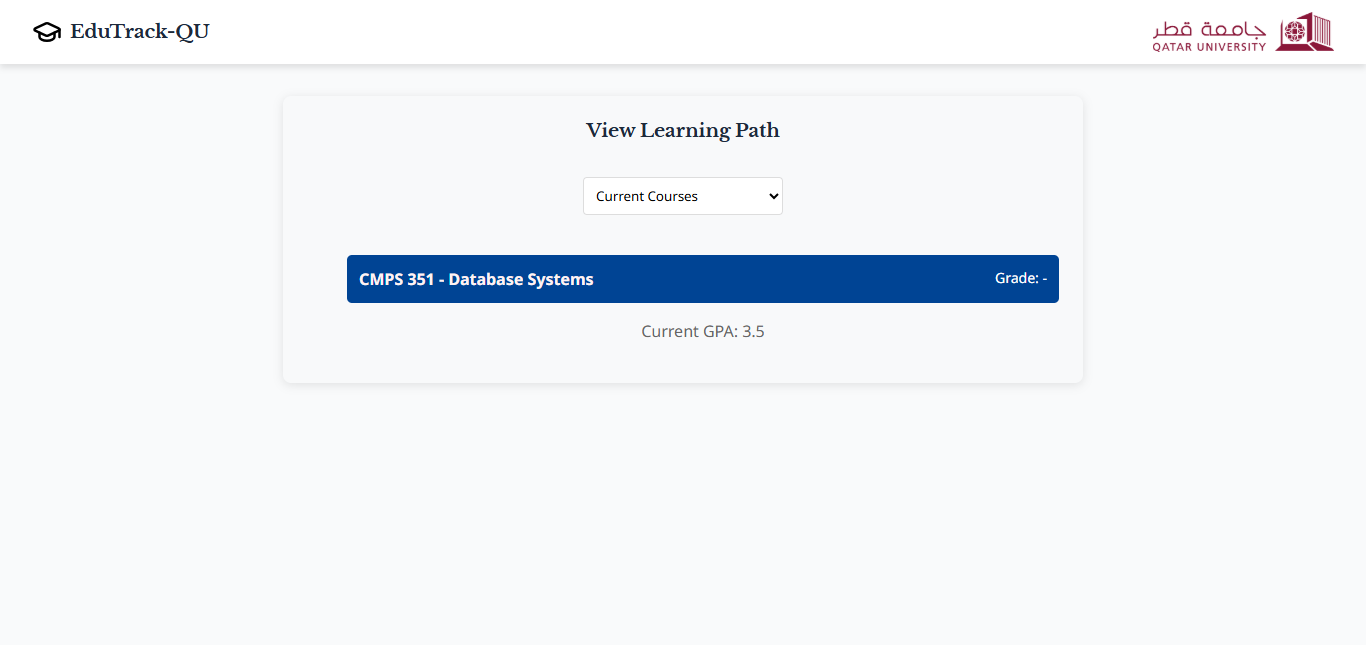 EduTrack-QU
جامعة قطر
QATAR UNIVERSITY
View Learning Path
Current Courses
CMPS 351 - Database Systems
Grade: -
Current GPA: 3.5